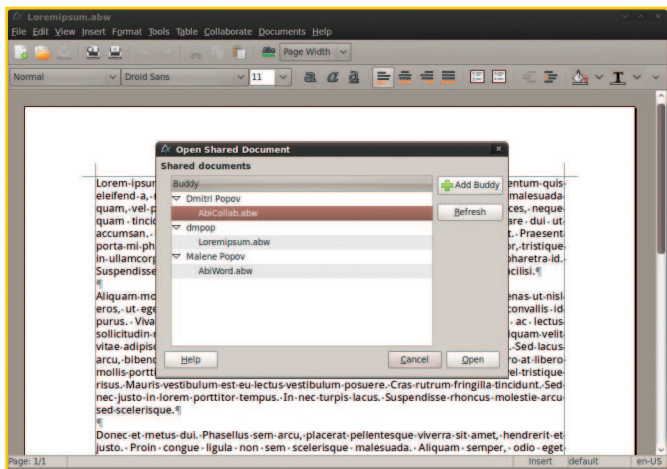 Loremipsum.abw
File Edit View Insert Format Tools Table Collaborate Documents Help
Page Width
Normal Droid Sans 11
Open Shared Document
Shared documents
Buddy
Add Buddy
Dmitri Popov
AbiCollab.abw
Refresh
dmpop
Loremipsum.abw
Malene Popov
AbiWord.abw
Help Cancel Open
Lorem·ipsum entum·quis·
eleifend·a,· malesuada·
quam,·vel·p ces,·neque·
quam·tincid are·dui·ut·
accumsan.· t.·Praesent·
porta·mi·ph or,·tristique·
in·ullamcorp pharetra·id.·
Suspendisse acilisi.¶
¶
Aliquam·mo enas·ut·nisl·
eros,·ut·ege convallis·id·
purus.·Viva ·ac·lectus·
sollicitudin· iquam·velit·
vitae·adipisc .·Sed·lacus·
arcu,·bibend ro·at·libero·
mollis·portti vel·tristique·
risus.·Mauris·vestibulum·est·eu·lectus·vestibulum·posuere.·Cras·rutrum·fringilla·tincidunt.·Sed·
nec·justo·in·lorem·porttitor·tempus.·In·nec·turpis·lacus.·Suspendisse·rhoncus·molestie·arcu·
sed·scelerisque.¶
¶
Donec·et·metus·dui.·Phasellus·sem·arcu,·placerat·pellentesque·viverra·sit·amet,·hendrerit·et·
justo.·Proin·congue·ligula·non·sem·scelerisque·malesuada.·Aliquam·semper,·odio·eget·
Page: 1/1 Insert default en-US